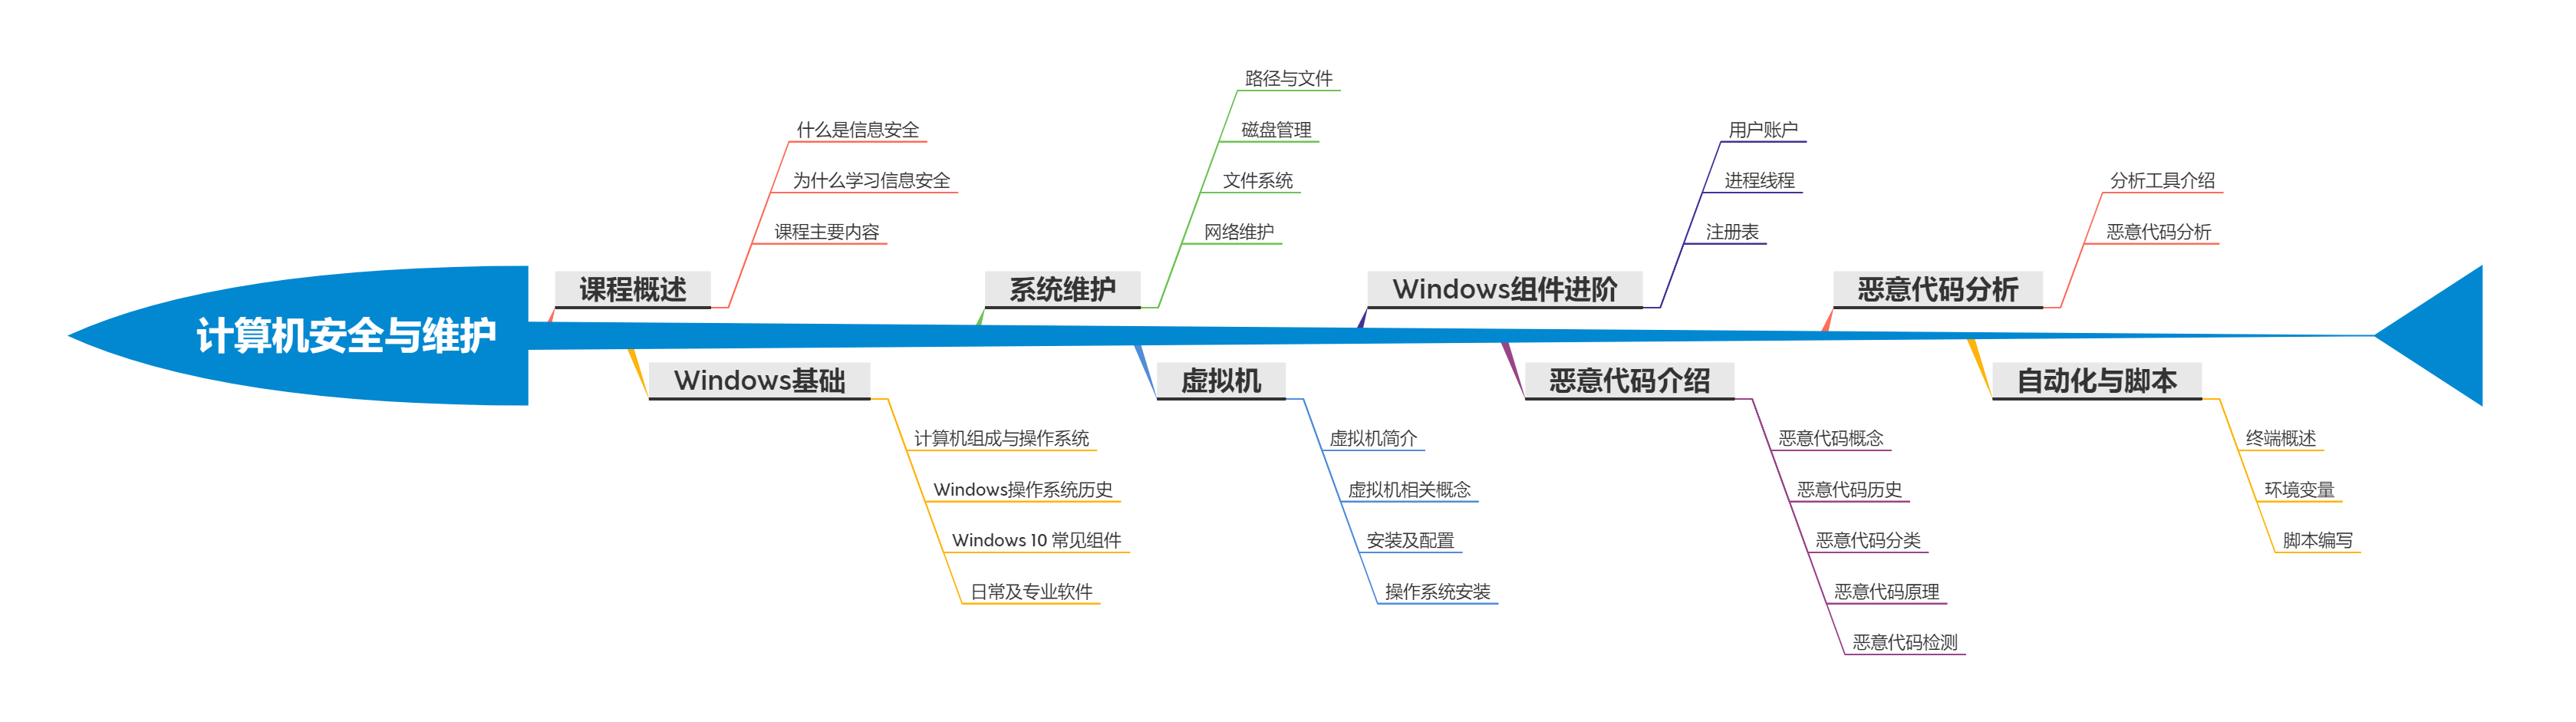 计算机安全与维护
课程概述
什么是信息安全
为什么学习信息安全
课程主要内容
Windows基础
计算机组成与操作系统
Windows操作系统历史
Windows 10 常见组件
日常及专业软件
系统维护
路径与文件
磁盘管理
文件系统
网络维护
虚拟机
虚拟机简介
虚拟机相关概念
安装及配置
操作系统安装
Windows组件进阶
用户账户
进程线程
注册表
恶意代码介绍
恶意代码概念
恶意代码历史
恶意代码分类
恶意代码原理
恶意代码检测
恶意代码分析
分析工具介绍
恶意代码分析
自动化与脚本
终端概述
环境变量
脚本编写